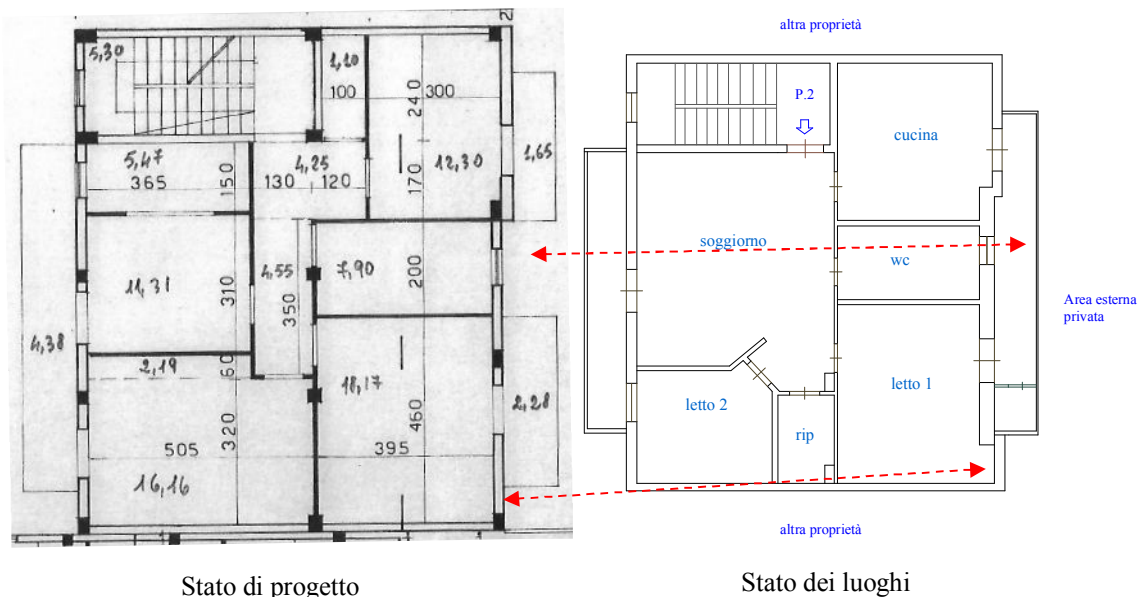 5,30
1,10
100
300
240
5,47
365
150
4,25
130
120
170
12,30
1,65
11,31
310
4,55
350
7,90
200
4,38
2,19
60
18,17
460
2,28
505
320
395
16,16
Stato di progetto
altra proprietà
P.2
cucina
soggiorno
wc
Area esterna
privata
letto 1
letto 2
rip
altra proprietà
Stato dei luoghi